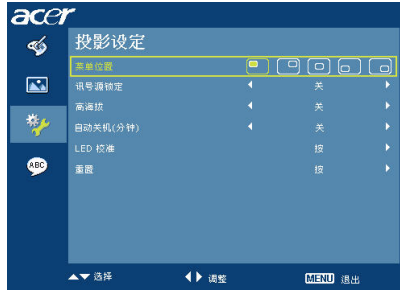 acer
投影设定
菜单位置
讯号源锁定 关
高海拔 关
自动关机(分钟) 关
LED 校准 按
重置 按
ABC
选择 调整 MENU 退出